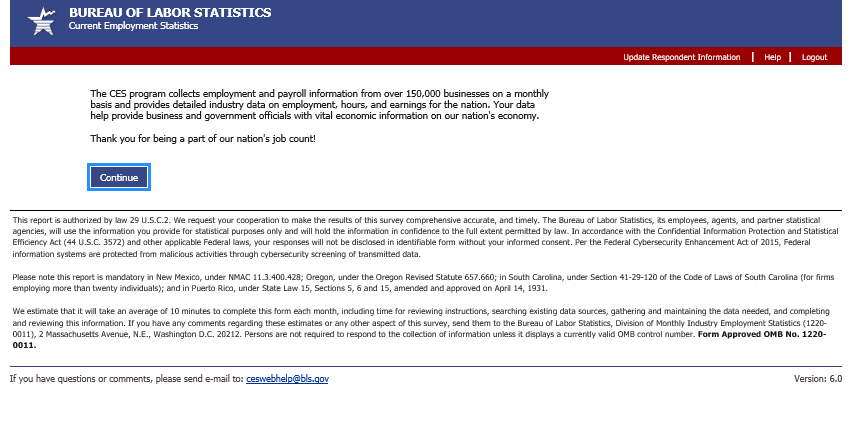 BUREAU OF LABOR STATISTICS
Current Employment Statistics
Update Respondent Information | Help | Logout
The CES program collects employment and payroll information from over 150,000 businesses on a monthly
basis and provides detailed industry data on employment, hours, and earnings for the nation. Your data
help provide business and government officials with vital economic information on our nation's economy.
Thank you for being a part of our nation's job count!
Continue
This report is authorized by law 29 U.S.C.2. We request your cooperation to make the results of this survey comprehensive accurate, and timely. The Bureau of Labor Statistics, its employees, agents, and partner statistical
agencies, will use the information you provide for statistical purposes only and will hold the information in confidence to the full extent permitted by law. In accordance with the Confidential Information Protection and Statistical
Efficiency Act (44 U.S.C. 3572) and other applicable Federal laws, your responses will not be disclosed in identifiable form without your informed consent. Per the Federal Cybersecurity Enhancement Act of 2015, Federal
information systems are protected from malicious activities through cybersecurity screening of transmitted data.
Please note this report is mandatory in New Mexico, under NMAC 11.3.400.428; Oregon, under the Oregon Revised Statute 657.660; in South Carolina, under Section 41-29-120 of the Code of Laws of South Carolina (for firms
employing more than twenty individuals); and in Puerto Rico, under State Law 15, Sections 5, 6 and 15, amended and approved on April 14, 1931.
We estimate that it will take an average of 10 minutes to complete this form each month, including time for reviewing instructions, searching existing data sources, gathering and maintaining the data needed, and completing
and reviewing this information. If you have any comments regarding these estimates or any other aspect of this survey, send them to the Bureau of Labor Statistics, Division of Monthly Industry Employment Statistics (1220-
0011), 2 Massachusetts Avenue, N.E., Washington D.C. 20212. Persons are not required to respond to the collection of information unless it displays a currently valid OMB control number. Form Approved OMB No. 1220-
0011.
If you have questions or comments, please send e-mail to: ceswebhelp@bls.gov
Version: 6.0